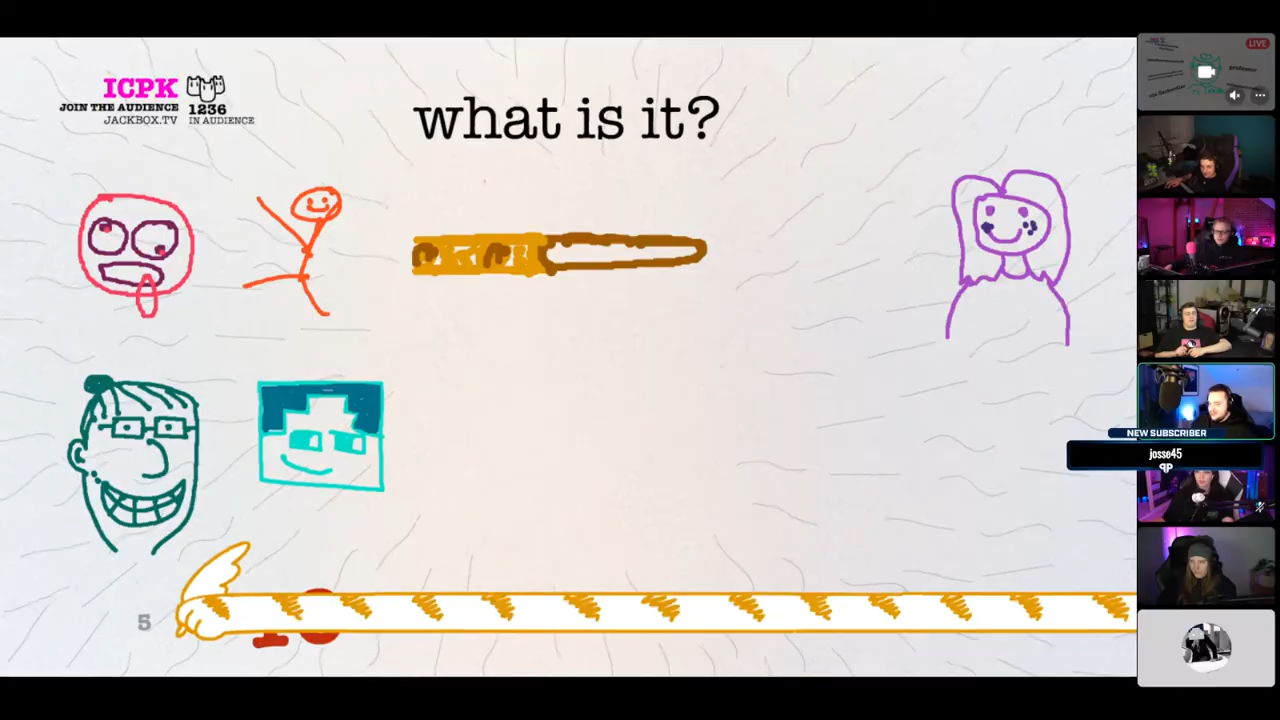 ICPK
JOIN THE AUDIENCE
JACKBOX.TV
1236
IN AUDIENCE
what is it?
5
LIVE
NEW SUBSCRIBER
josse45